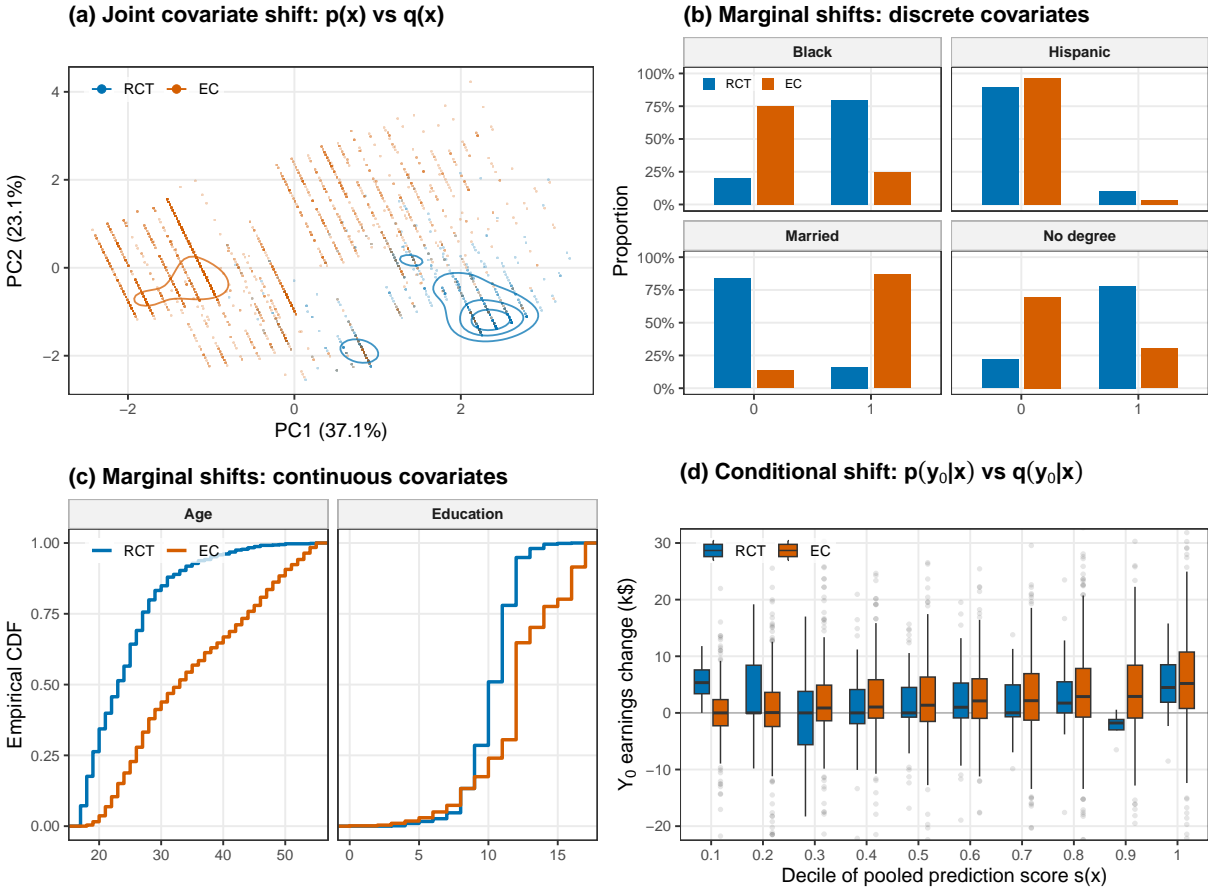 (a) Joint covariate shift: p(x) vs q(x)
RCT EC
4
2
0
−2
PC2 (23.1%)
−2 0 2
PC1 (37.1%)
(b) Marginal shifts: discrete covariates
Black Hispanic
RCT EC
100%
75%
50%
25%
0%
Married No degree
100%
75%
50%
25%
0%
Proportion
0 1 0 1
(c) Marginal shifts: continuous covariates
Age Education
RCT EC
1.00
0.75
0.50
0.25
0.00
Empirical CDF
20 30 40 50 0 5 10 15
(d) Conditional shift: p(y₀|x) vs q(y₀|x)
RCT EC
30
20
10
0
−10
−20
Y₀ earnings change (k$)
0.1 0.2 0.3 0.4 0.5 0.6 0.7 0.8 0.9 1
Decile of pooled prediction score s(x)